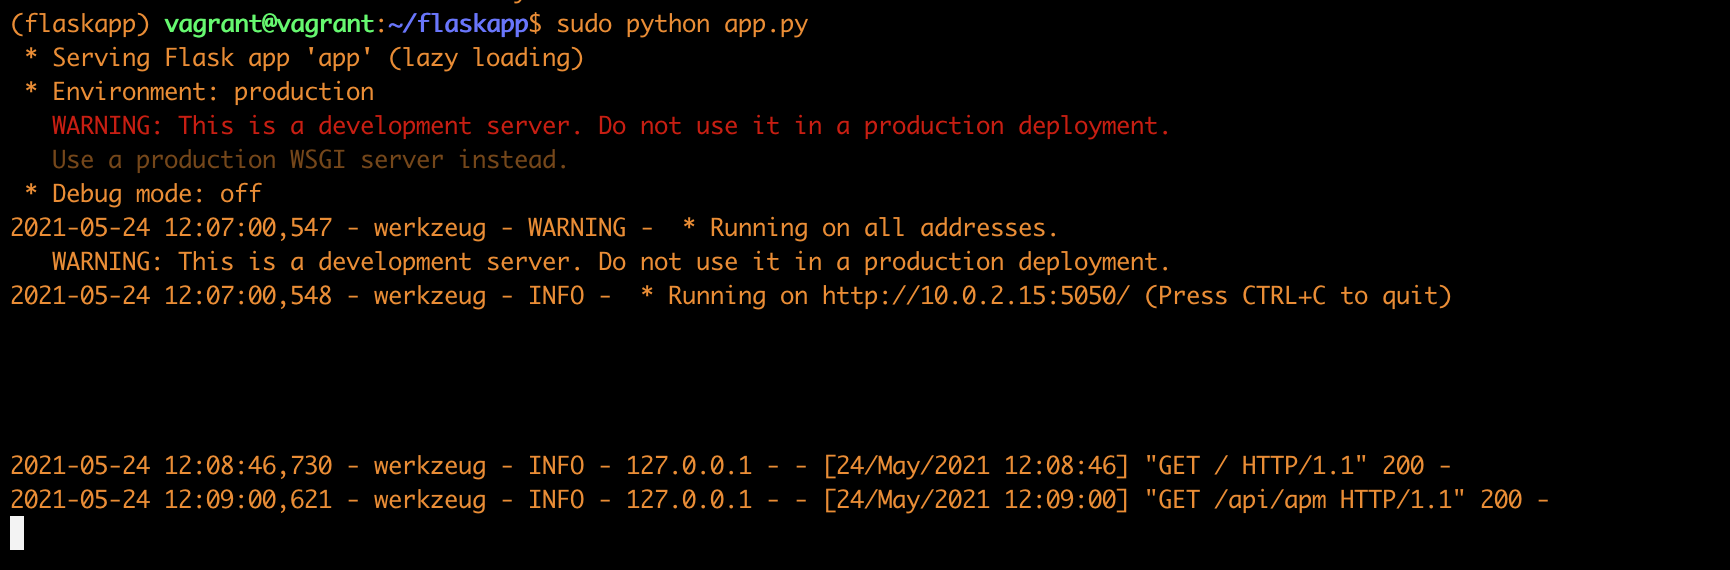 (flaskapp) vagrant@vagrant:~/flaskapp$ sudo python app.py
 * Serving Flask app 'app' (lazy loading)
 * Environment: production
   WARNING: This is a development server. Do not use it in a production deployment.
   Use a production WSGI server instead.
 * Debug mode: off
2021-05-24 12:07:00,547 - werkzeug - WARNING -  * Running on all addresses.
   WARNING: This is a development server. Do not use it in a production deployment.
2021-05-24 12:07:00,548 - werkzeug - INFO -  * Running on http://10.0.2.15:5050/ (Press CTRL+C to quit)
2021-05-24 12:08:46,730 - werkzeug - INFO - 127.0.0.1 - - [24/May/2021 12:08:46] "GET / HTTP/1.1" 200 -
2021-05-24 12:09:00,621 - werkzeug - INFO - 127.0.0.1 - - [24/May/2021 12:09:00] "GET /api/apm HTTP/1.1" 200 -